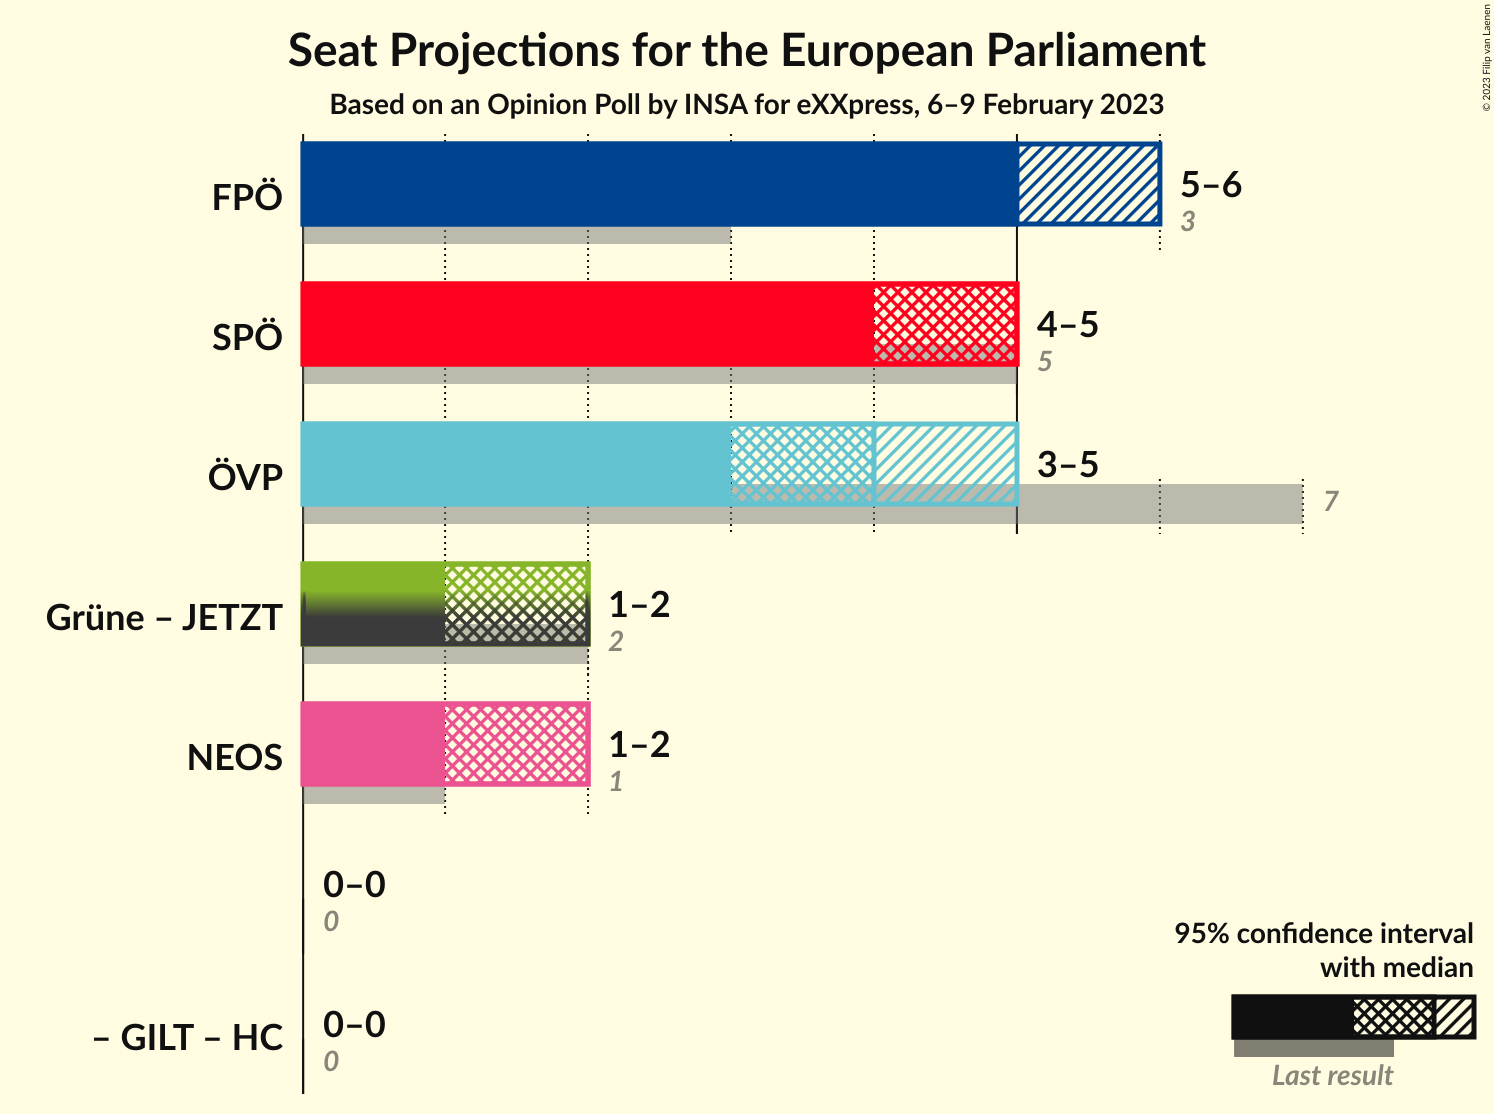 Seat Projections for the European Parliament
Based on an Opinion Poll by INSA for eXXpress, 6–9 February 2023
© 2023 Filip van Laenen
FPÖ
5–6
3
SPÖ
4–5
5
ÖVP
3–5
7
Grüne – JETZT
1–2
2
NEOS
1–2
1
0–0
0
– GILT – HC
0–0
0
95% confidence interval
with median
Last result